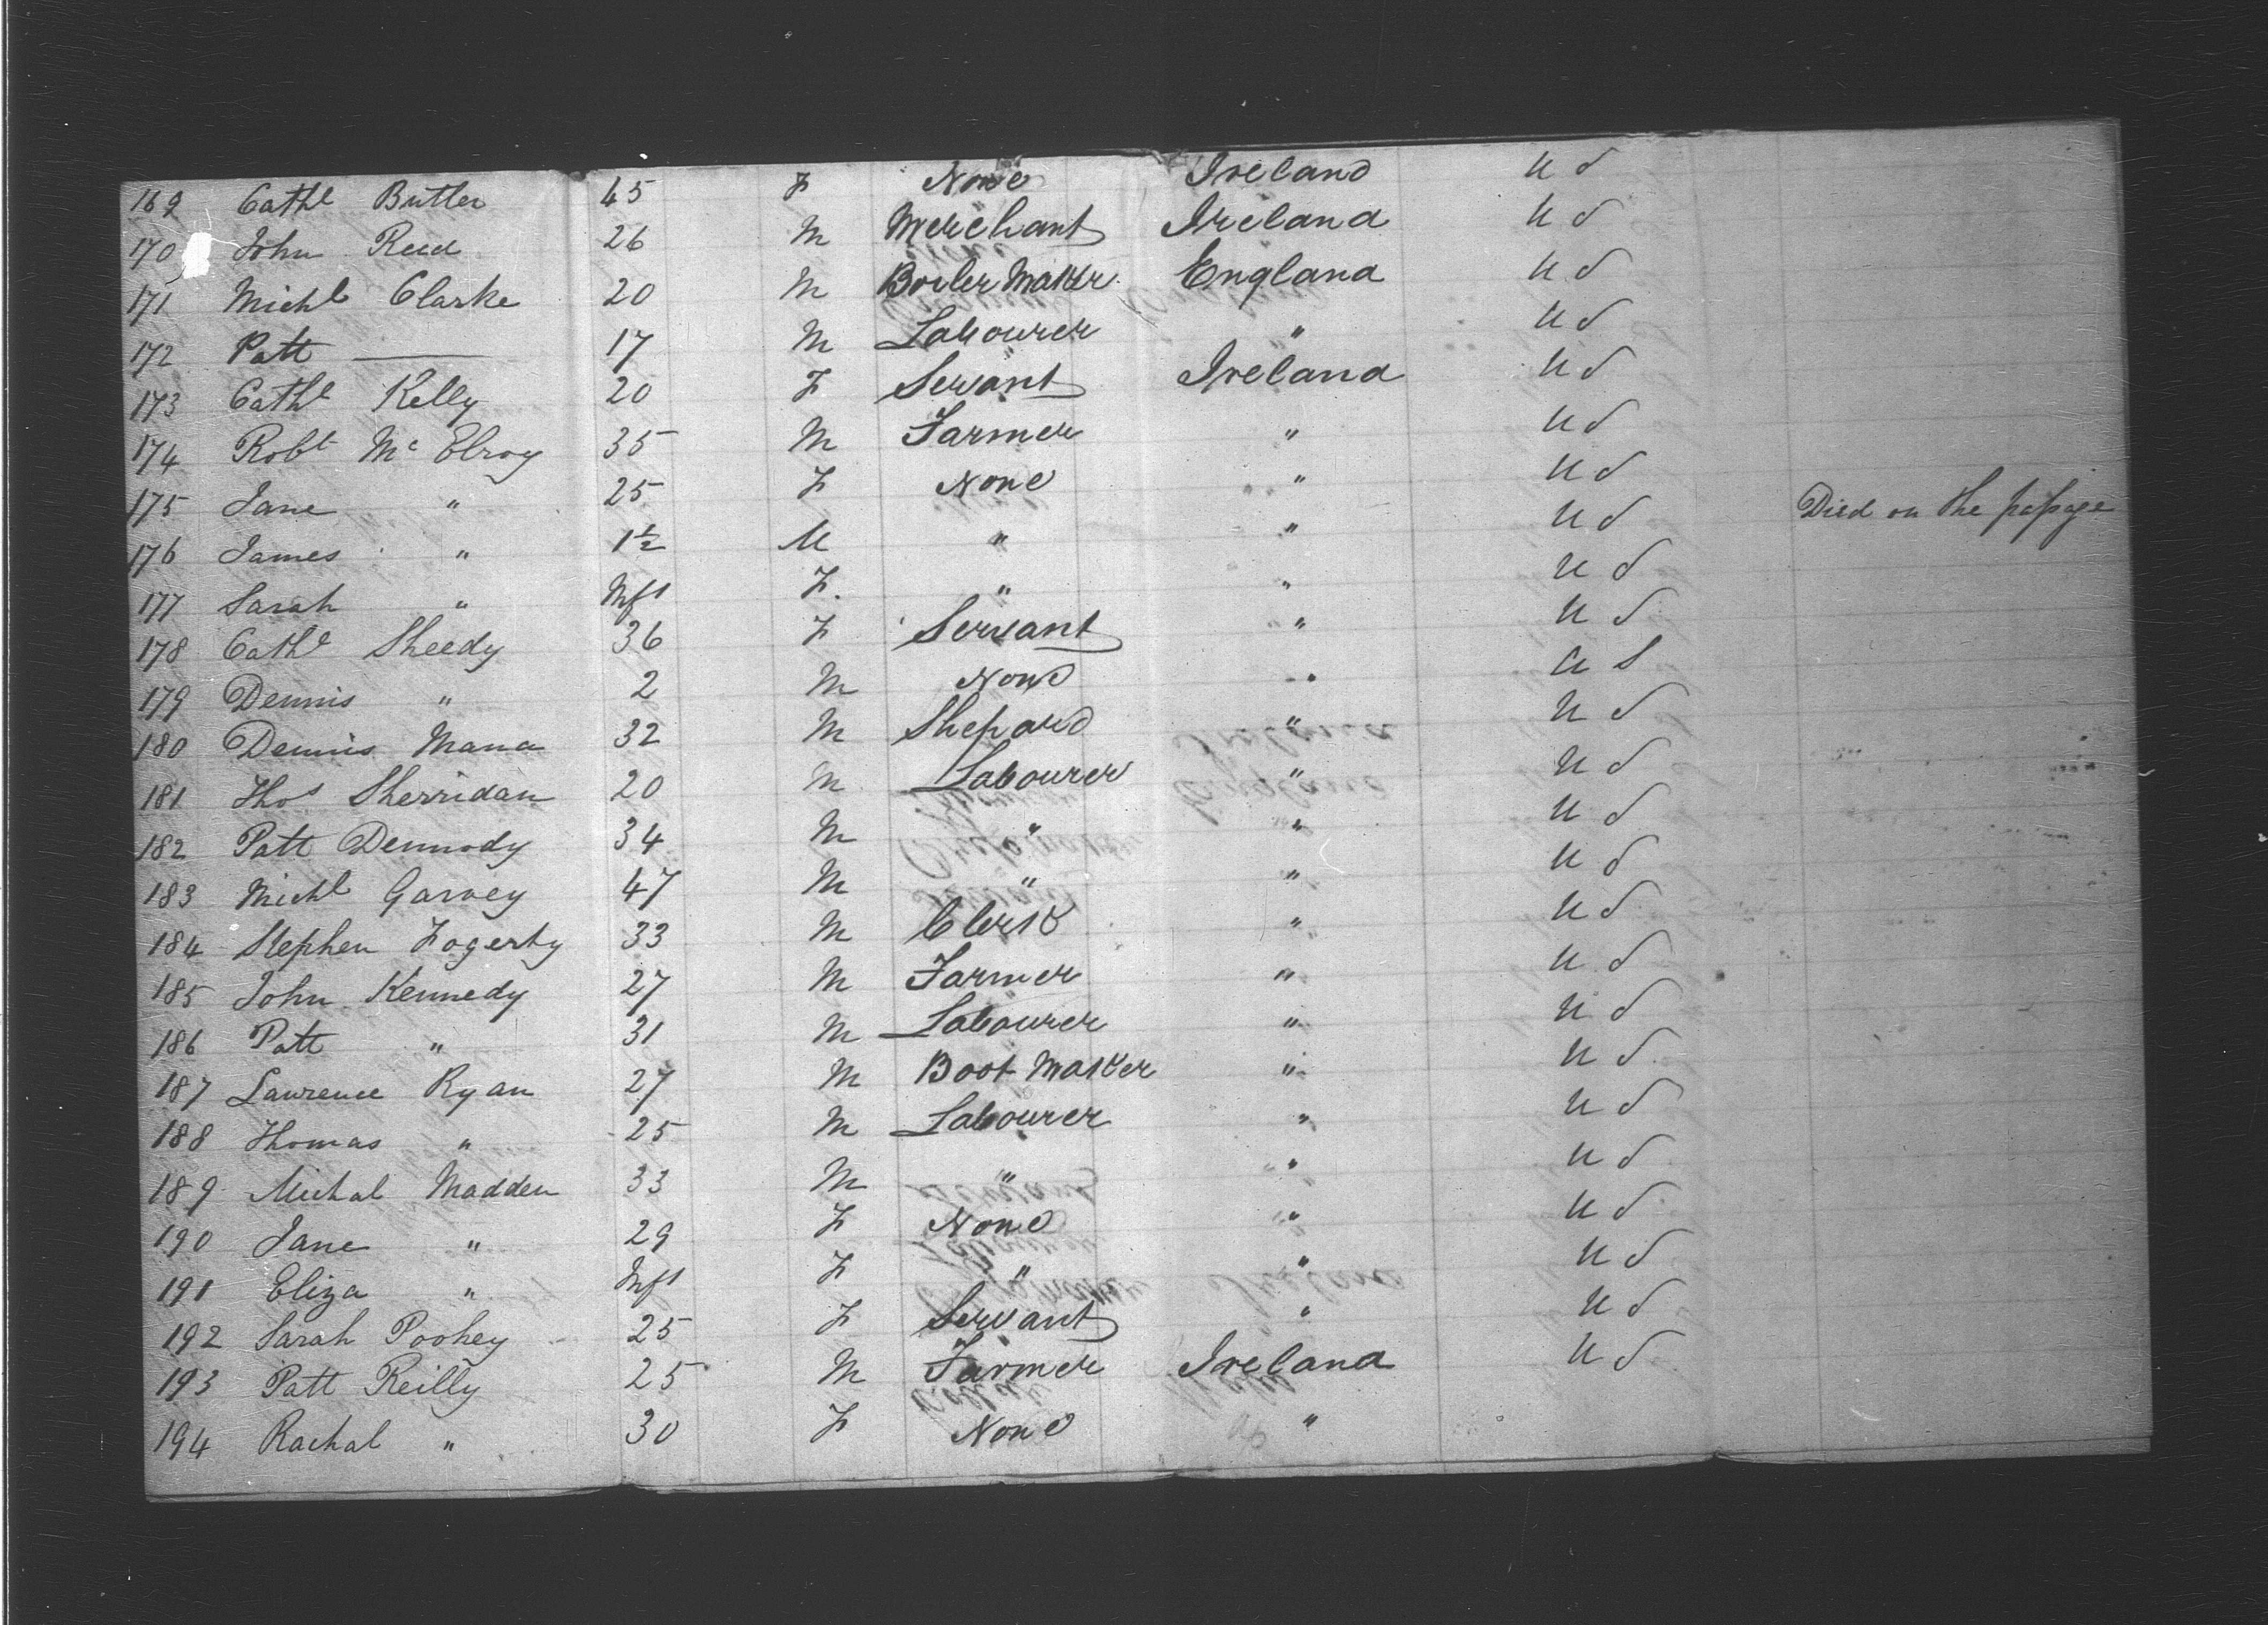 169 Cathe Butler 45 F None Ireland U S
170 John Reid 26 M Merchant Ireland U S
171 Michl Clarke 20 M Boiler Maker England U S
172 Patt —— 17 M Labourer " U S
173 Cathe Kelly 20 F Servant Ireland U S
174 Robt Mc Elroy 35 M Farmer " U S
175 Jane " 25 F None " U S
176 James " 1½ M " " U S Died on the passage
177 Sarah " Inft F. " " U S
178 Cathe Sheedy 36 F Servant " U S
179 Dennis " 2 M None " U S
180 Dennis Mana 32 M Shepard " U S
181 Thos Sherridan 20 M Labourer " U S
182 Patt Dermody 34 M " " U S
183 Michl Garvey 47 M " " U S
184 Stephen Fogerty 33 M Clerk " U S
185 John Kennedy 27 M Farmer " U S
186 Patt " 31 M Labourer " U S
187 Lawrence Ryan 27 M Boot Maker " U S
188 Thomas " 25 M Labourer " U S
189 Michal Madden 33 M " " U S
190 Jane " 29 F None " U S
191 Eliza " Inft F " " U S
192 Sarah Poohey 25 F Servant " U S
193 Patt Reilly 25 M Farmer Ireland U S
194 Rachal " 30 F None "